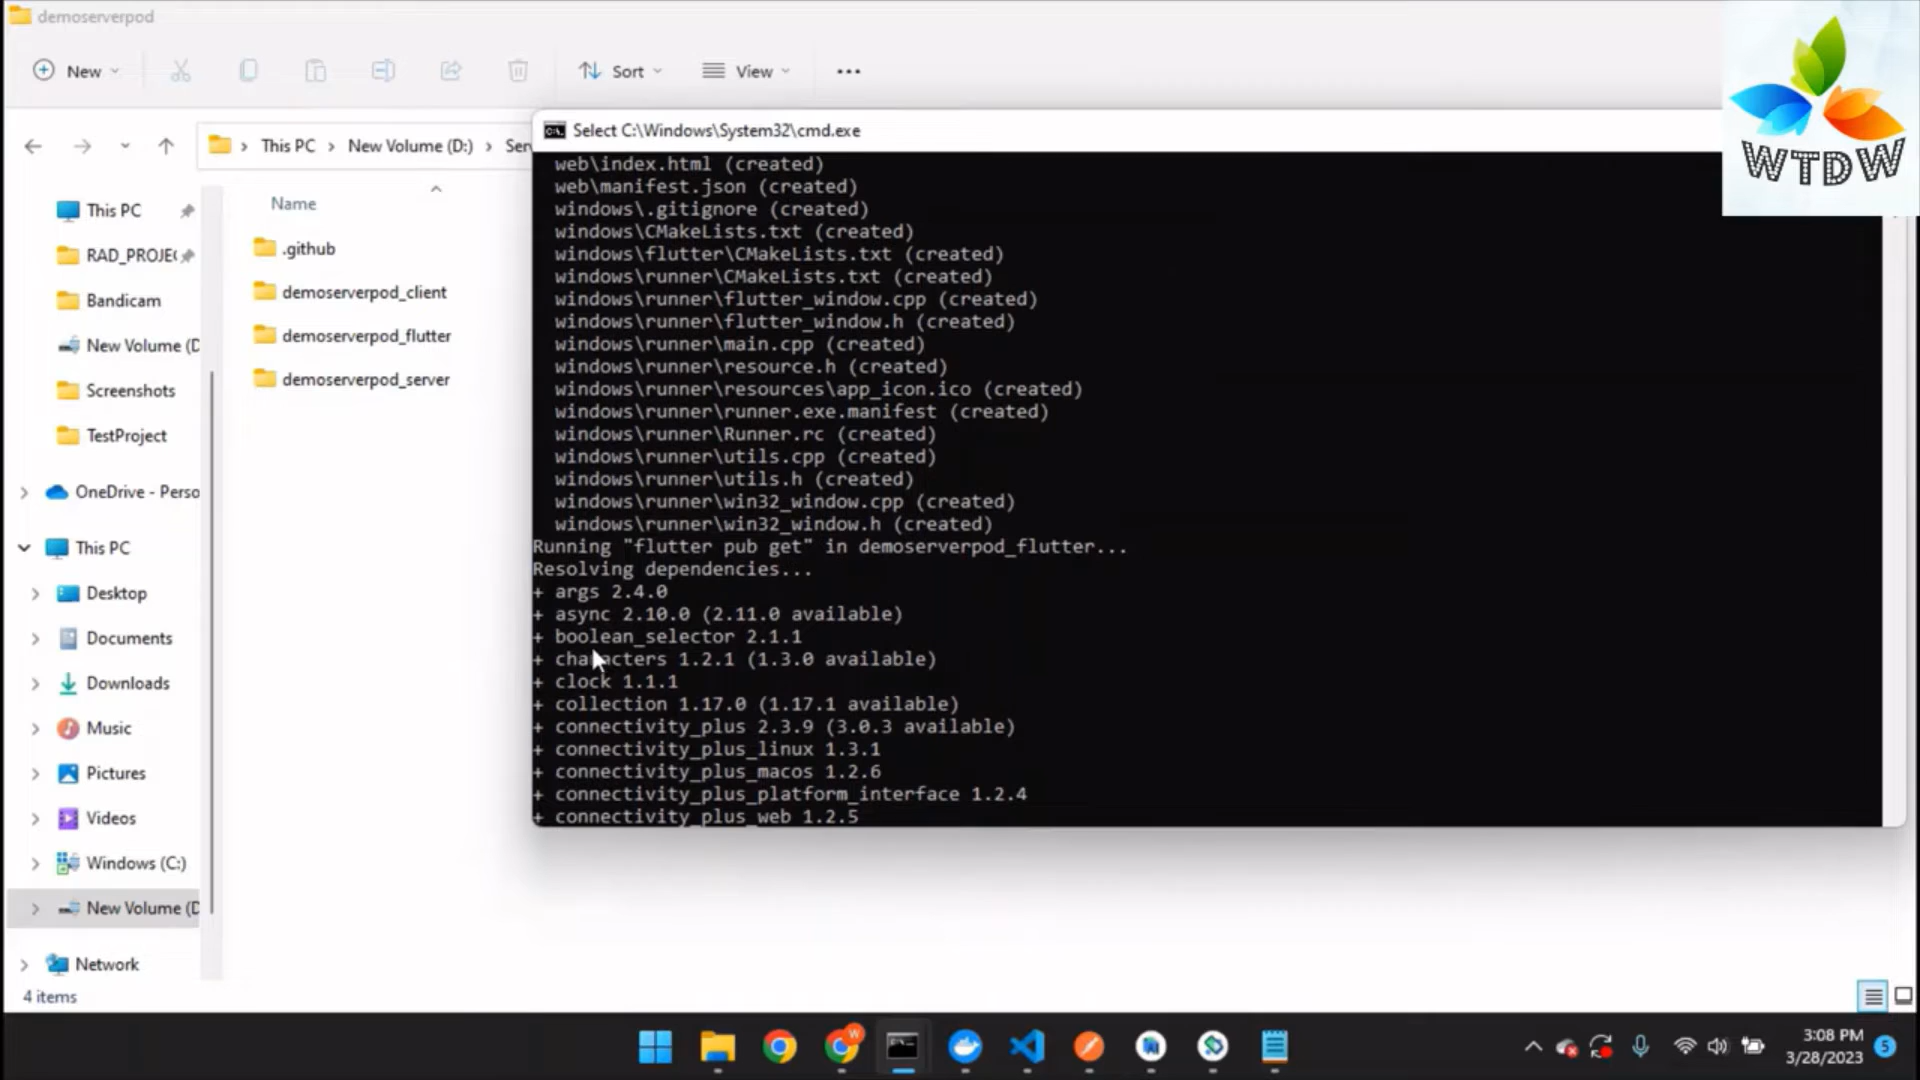 demoserverpod
New
Sort
View
WTDW
This PC
New Volume (D:)
Ser
Select C:\Windows\System32\cmd.exe
Name
.github
demoserverpod_client
demoserverpod_flutter
demoserverpod_server
This PC
RAD_PROJEC
Bandicam
New Volume (D
Screenshots
TestProject
OneDrive - Perso
This PC
Desktop
Documents
Downloads
Music
Pictures
Videos
Windows (C:)
New Volume (D
Network
4 items
web\index.html (created)
web\manifest.json (created)
windows\.gitignore (created)
windows\CMakeLists.txt (created)
windows\flutter\CMakeLists.txt (created)
windows\runner\CMakeLists.txt (created)
windows\runner\flutter_window.cpp (created)
windows\runner\flutter_window.h (created)
windows\runner\main.cpp (created)
windows\runner\resource.h (created)
windows\runner\resources\app_icon.ico (created)
windows\runner\runner.exe.manifest (created)
windows\runner\Runner.rc (created)
windows\runner\utils.cpp (created)
windows\runner\utils.h (created)
windows\runner\win32_window.cpp (created)
windows\runner\win32_window.h (created)
Running "flutter pub get" in demoserverpod_flutter...
Resolving dependencies...
+ args 2.4.0
+ async 2.10.0 (2.11.0 available)
+ boolean_selector 2.1.1
+ characters 1.2.1 (1.3.0 available)
+ clock 1.1.1
+ collection 1.17.0 (1.17.1 available)
+ connectivity_plus 2.3.9 (3.0.3 available)
+ connectivity_plus_linux 1.3.1
+ connectivity_plus_macos 1.2.6
+ connectivity_plus_platform_interface 1.2.4
+ connectivity_plus_web 1.2.5
W
3:08 PM
3/28/2023
5